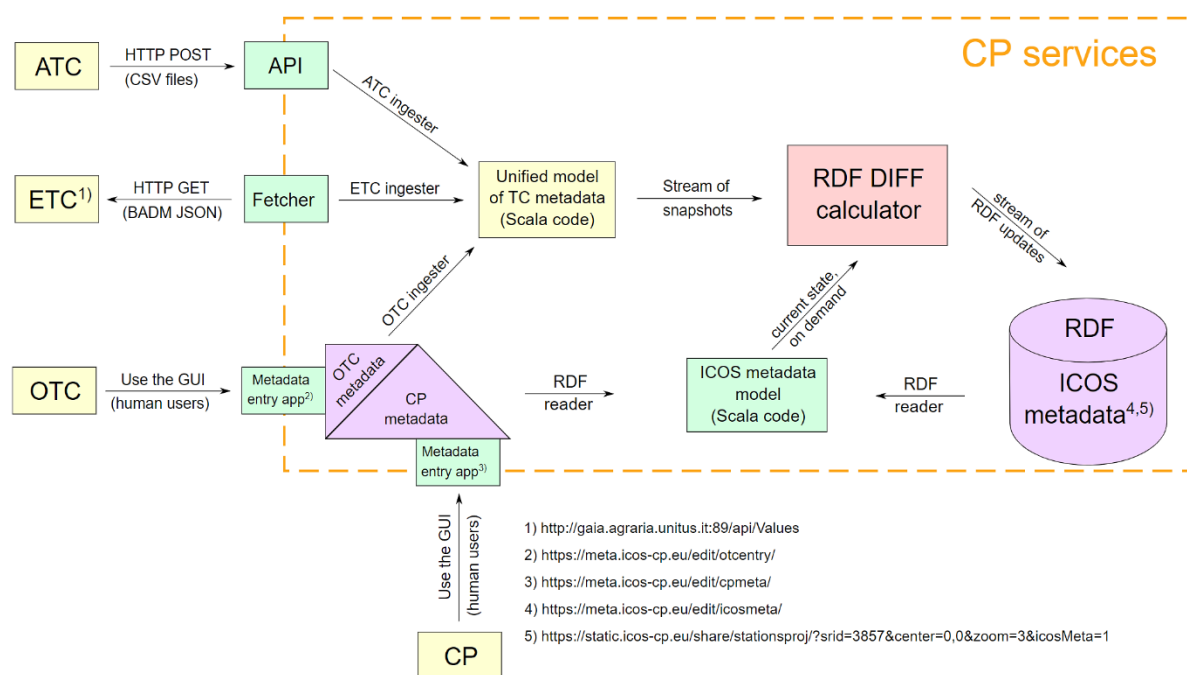 CP services
ATC
HTTP POST
(CSV files)
API
ATC ingester
ETC1)
HTTP GET
(BADM JSON)
Fetcher
ETC ingester
Unified model
of TC metadata
(Scala code)
Stream of
snapshots
RDF DIFF
calculator
stream of
RDF updates
OTC ingester
current state,
on demand
OTC
Use the GUI
(human users)
Metadata
entry app2)
OTC
metadata
CP
metadata
RDF
reader
ICOS metadata
model
(Scala code)
RDF
reader
RDF
ICOS
metadata4,5)
Metadata
entry app3)
Use the GUI
(human users)
CP
1) http://gaia.agraria.unitus.it:89/api/Values
2) https://meta.icos-cp.eu/edit/otcentry/
3) https://meta.icos-cp.eu/edit/cpmeta/
4) https://meta.icos-cp.eu/edit/icosmeta/
5) https://static.icos-cp.eu/share/stationsproj/?srid=3857&center=0,0&zoom=3&icosMeta=1